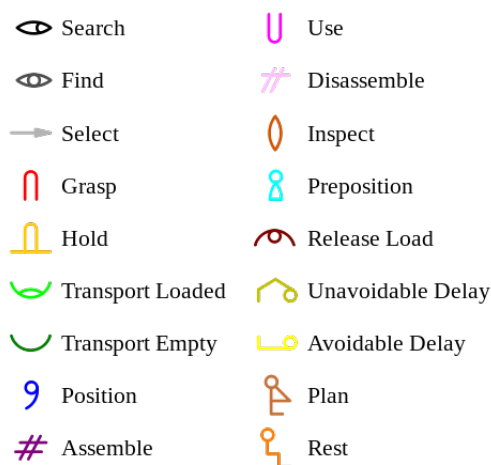 Search
Find
Select
Grasp
Hold
Transport Loaded
Transport Empty
Position
Assemble
Use
Disassemble
Inspect
Preposition
Release Load
Unavoidable Delay
Avoidable Delay
Plan
Rest